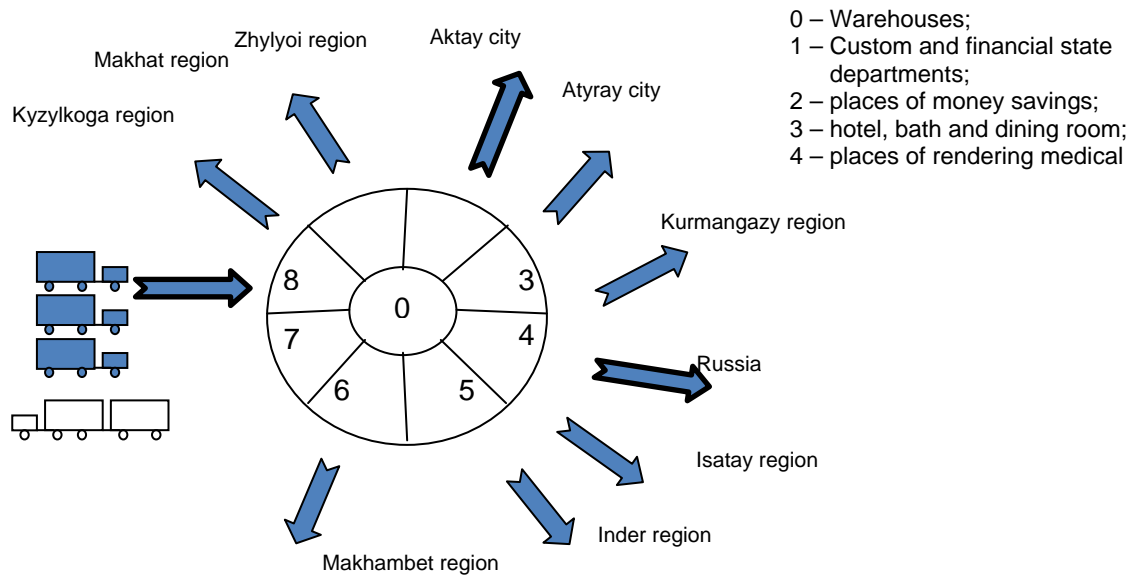 Zhylyoi region
Aktay city
Makhat region
Atyray city
Kyzylkoga region
Kurmangazy region
8
3
0
7
4
6
5
Russia
Isatay region
Inder region
Makhambet region
0 – Warehouses;
1 – Custom and financial state
departments;
2 – places of money savings;
3 – hotel, bath and dining room;
4 – places of rendering medical